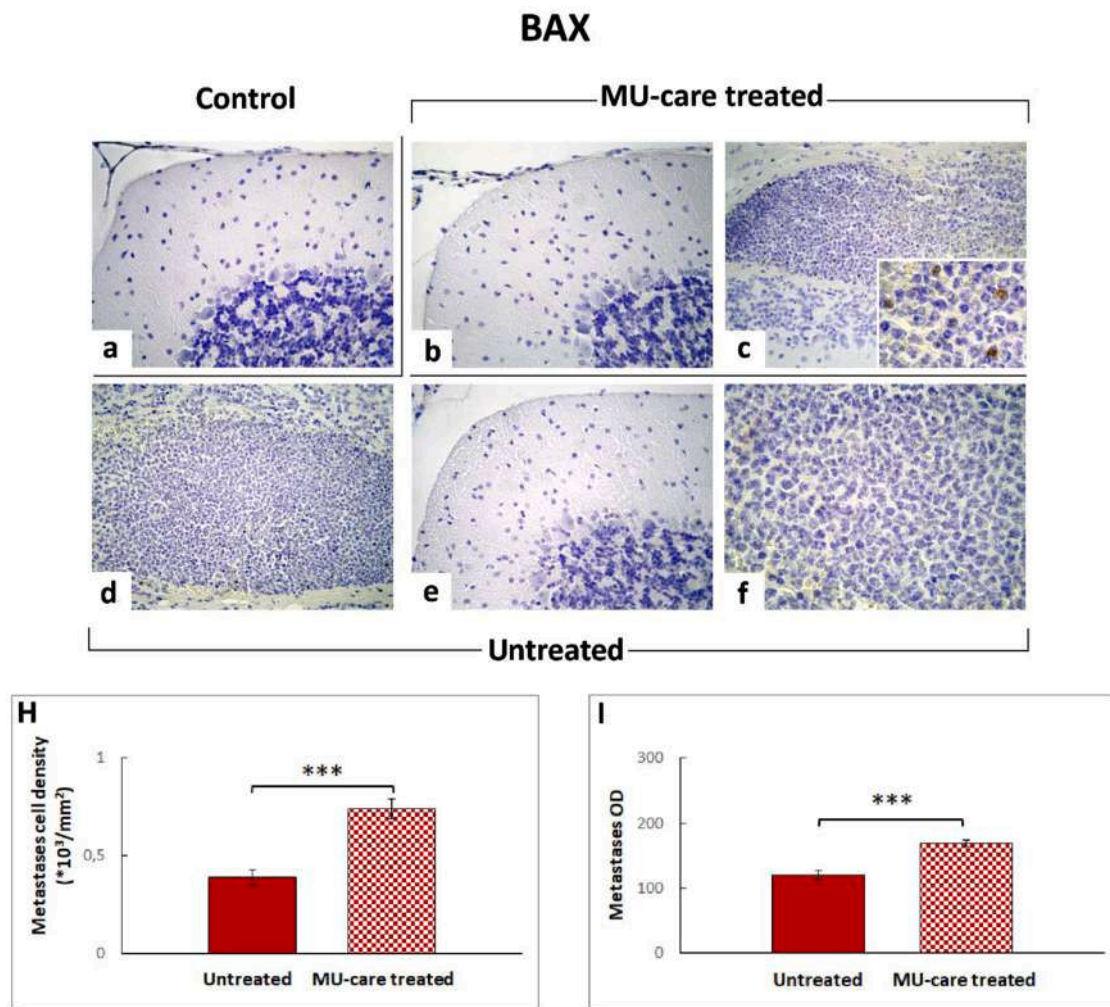 BAX
Control
MU-care treated
a
b
c
d
e
f
Untreated
H
Metastases cell density
(*10³/mm²)
1
0,5
0
***
Untreated
MU-care treated
I
Metastases OD
300
200
100
0
***
Untreated
MU-care treated